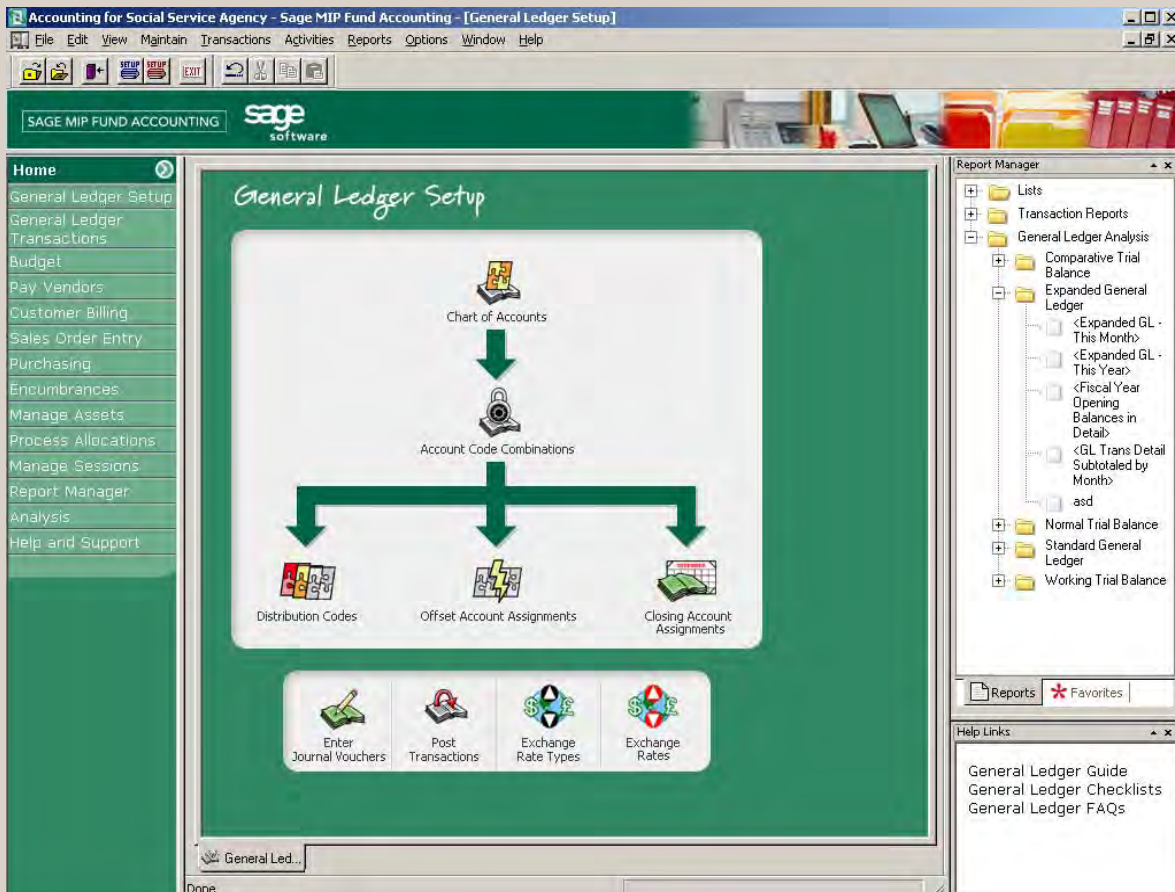 Accounting for Social Service Agency - Sage MIP Fund Accounting - [General Ledger Setup]
File Edit View Maintain Transactions Activities Reports Options Window Help
SETUP SETUP EXIT
SAGE MIP FUND ACCOUNTING
sage
software
Home
General Ledger Setup
General Ledger
Transactions
Budget
Pay Vendors
Customer Billing
Sales Order Entry
Purchasing
Encumbrances
Manage Assets
Process Allocations
Manage Sessions
Report Manager
Analysis
Help and Support
General Ledger Setup
Chart of Accounts
Account Code Combinations
Distribution Codes
Offset Account Assignments
Closing Account
Assignments
Enter
Journal Vouchers
Post
Transactions
Exchange
Rate Types
Exchange
Rates
General Led...
Done
Report Manager
Lists
Transaction Reports
General Ledger Analysis
Comparative Trial
Balance
Expanded General
Ledger
<Expanded GL -
This Month>
<Expanded GL -
This Year>
<Fiscal Year
Opening
Balances in
Detail>
<GL Trans Detail
Subtotaled by
Month>
asd
Normal Trial Balance
Standard General
Ledger
Working Trial Balance
Reports Favorites
Help Links
General Ledger Guide
General Ledger Checklists
General Ledger FAQs